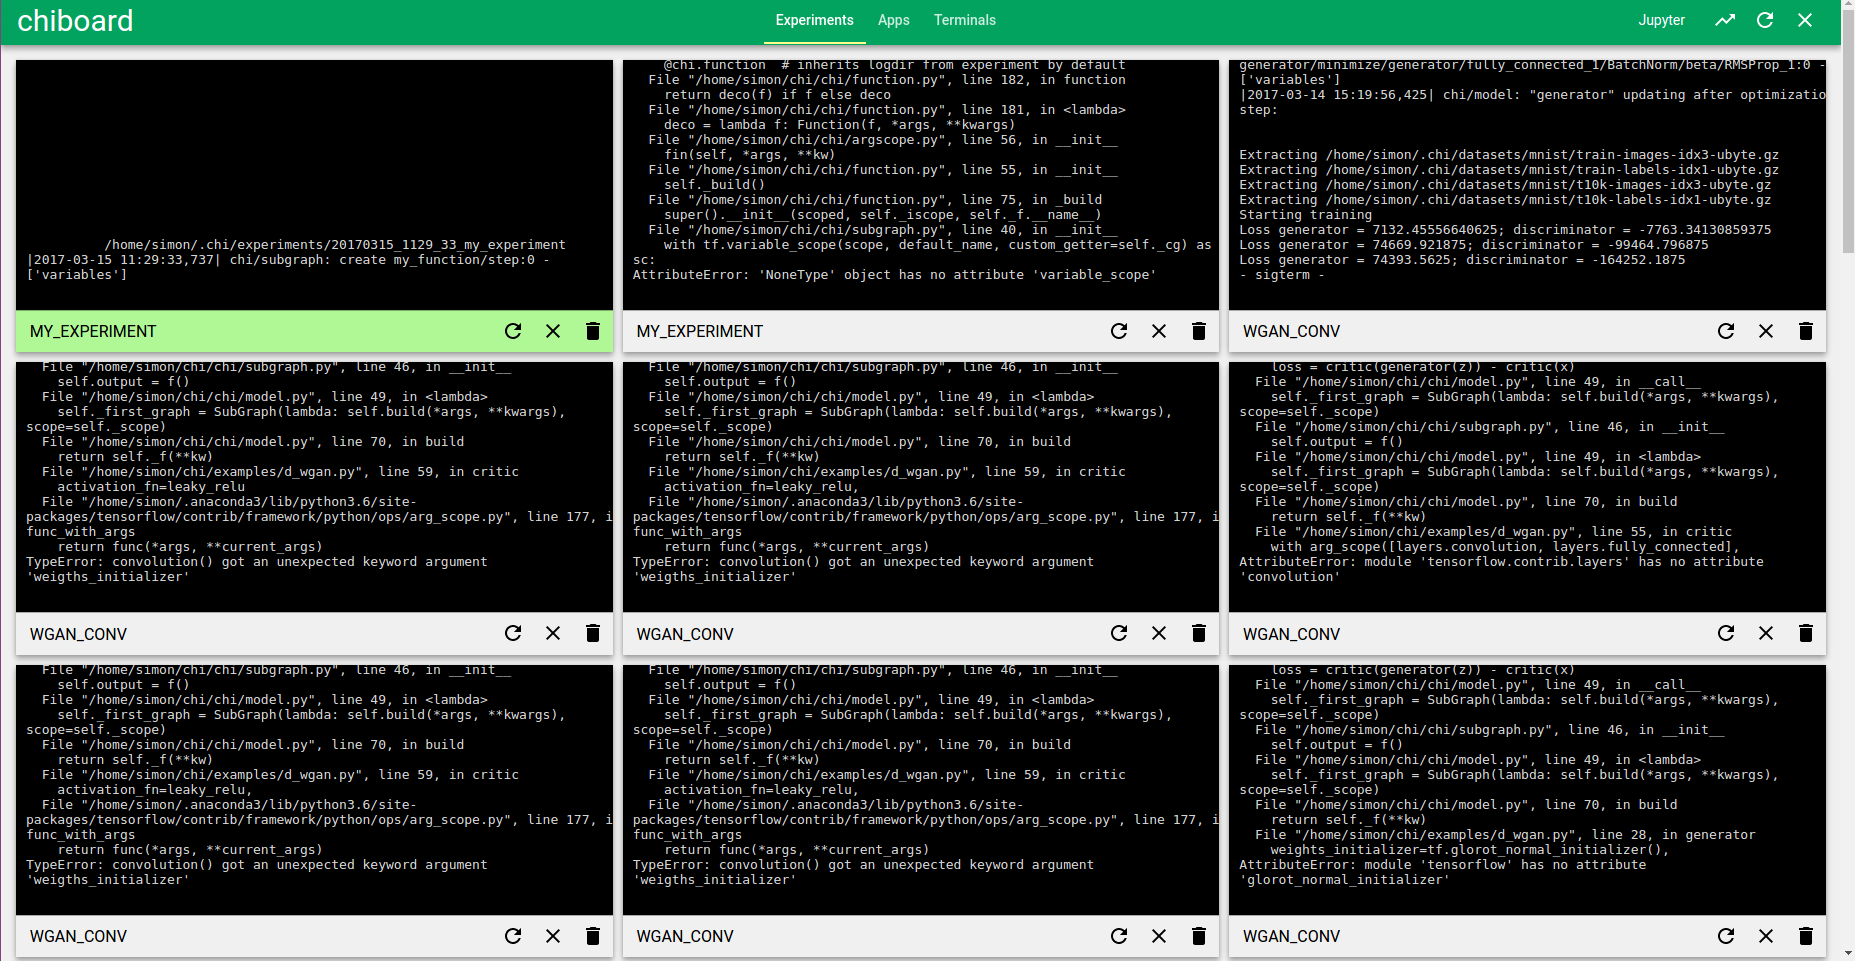 chiboard
Experiments Apps Terminals
Jupyter
/home/simon/.chi/experiments/20170315_1129_33_my_experiment
|2017-03-15 11:29:33,737| chi/subgraph: create my_function/step:0 -
['variables']
MY_EXPERIMENT
@chi.function # inherits logdir from experiment by default
File "/home/simon/chi/chi/function.py", line 182, in function
return deco(f) if f else deco
File "/home/simon/chi/chi/function.py", line 181, in <lambda>
deco = lambda f: Function(f, *args, **kwargs)
File "/home/simon/chi/chi/argscope.py", line 56, in __init__
fin(self, *args, **kw)
File "/home/simon/chi/chi/function.py", line 55, in __init__
self._build()
File "/home/simon/chi/chi/function.py", line 75, in _build
super().__init__(scoped, self._iscope, self._f.__name__)
File "/home/simon/chi/chi/subgraph.py", line 40, in __init__
with tf.variable_scope(scope, default_name, custom_getter=self._cg) as
sc:
AttributeError: 'NoneType' object has no attribute 'variable_scope'
MY_EXPERIMENT
generator/minimize/generator/fully_connected_1/BatchNorm/beta/RMSProp_1:0 -
['variables']
|2017-03-14 15:19:56,425| chi/model: "generator" updating after optimizatio
step:
Extracting /home/simon/.chi/datasets/mnist/train-images-idx3-ubyte.gz
Extracting /home/simon/.chi/datasets/mnist/train-labels-idx1-ubyte.gz
Extracting /home/simon/.chi/datasets/mnist/t10k-images-idx3-ubyte.gz
Extracting /home/simon/.chi/datasets/mnist/t10k-labels-idx1-ubyte.gz
Starting training
Loss generator = 7132.45556640625; discriminator = -7763.34130859375
Loss generator = 74669.921875; discriminator = -99464.796875
Loss generator = 74393.5625; discriminator = -164252.1875
- sigterm -
WGAN_CONV
File "/home/simon/chi/chi/subgraph.py", line 46, in __init__
self.output = f()
File "/home/simon/chi/chi/model.py", line 49, in <lambda>
self._first_graph = SubGraph(lambda: self.build(*args, **kwargs),
scope=self._scope)
File "/home/simon/chi/chi/model.py", line 70, in build
return self._f(**kw)
File "/home/simon/chi/examples/d_wgan.py", line 59, in critic
activation_fn=leaky_relu
File "/home/simon/.anaconda3/lib/python3.6/site-
packages/tensorflow/contrib/framework/python/ops/arg_scope.py", line 177, i
func_with_args
return func(*args, **current_args)
TypeError: convolution() got an unexpected keyword argument
'weigths_initializer'
WGAN_CONV
File "/home/simon/chi/chi/subgraph.py", line 46, in __init__
self.output = f()
File "/home/simon/chi/chi/model.py", line 49, in <lambda>
self._first_graph = SubGraph(lambda: self.build(*args, **kwargs),
scope=self._scope)
File "/home/simon/chi/chi/model.py", line 70, in build
return self._f(**kw)
File "/home/simon/chi/examples/d_wgan.py", line 59, in critic
activation_fn=leaky_relu,
File "/home/simon/.anaconda3/lib/python3.6/site-
packages/tensorflow/contrib/framework/python/ops/arg_scope.py", line 177, i
func_with_args
return func(*args, **current_args)
TypeError: convolution() got an unexpected keyword argument
'weigths_initializer'
WGAN_CONV
loss = critic(generator(z)) - critic(x)
File "/home/simon/chi/chi/model.py", line 49, in __call__
self._first_graph = SubGraph(lambda: self.build(*args, **kwargs),
scope=self._scope)
File "/home/simon/chi/chi/subgraph.py", line 46, in __init__
self.output = f()
File "/home/simon/chi/chi/model.py", line 49, in <lambda>
self._first_graph = SubGraph(lambda: self.build(*args, **kwargs),
scope=self._scope)
File "/home/simon/chi/chi/model.py", line 70, in build
return self._f(**kw)
File "/home/simon/chi/examples/d_wgan.py", line 55, in critic
with arg_scope([layers.convolution, layers.fully_connected],
AttributeError: module 'tensorflow.contrib.layers' has no attribute
'convolution'
WGAN_CONV
File "/home/simon/chi/chi/subgraph.py", line 46, in __init__
self.output = f()
File "/home/simon/chi/chi/model.py", line 49, in <lambda>
self._first_graph = SubGraph(lambda: self.build(*args, **kwargs),
scope=self._scope)
File "/home/simon/chi/chi/model.py", line 70, in build
return self._f(**kw)
File "/home/simon/chi/examples/d_wgan.py", line 59, in critic
activation_fn=leaky_relu,
File "/home/simon/.anaconda3/lib/python3.6/site-
packages/tensorflow/contrib/framework/python/ops/arg_scope.py", line 177, i
func_with_args
return func(*args, **current_args)
TypeError: convolution() got an unexpected keyword argument
'weigths_initializer'
WGAN_CONV
File "/home/simon/chi/chi/subgraph.py", line 46, in __init__
self.output = f()
File "/home/simon/chi/chi/model.py", line 49, in <lambda>
self._first_graph = SubGraph(lambda: self.build(*args, **kwargs),
scope=self._scope)
File "/home/simon/chi/chi/model.py", line 70, in build
return self._f(**kw)
File "/home/simon/chi/examples/d_wgan.py", line 59, in critic
activation_fn=leaky_relu,
File "/home/simon/.anaconda3/lib/python3.6/site-
packages/tensorflow/contrib/framework/python/ops/arg_scope.py", line 177, i
func_with_args
return func(*args, **current_args)
TypeError: convolution() got an unexpected keyword argument
'weigths_initializer'
WGAN_CONV
loss = critic(generator(z)) - critic(x)
File "/home/simon/chi/chi/model.py", line 49, in __call__
self._first_graph = SubGraph(lambda: self.build(*args, **kwargs),
scope=self._scope)
File "/home/simon/chi/chi/subgraph.py", line 46, in __init__
self.output = f()
File "/home/simon/chi/chi/model.py", line 49, in <lambda>
self._first_graph = SubGraph(lambda: self.build(*args, **kwargs),
scope=self._scope)
File "/home/simon/chi/chi/model.py", line 70, in build
return self._f(**kw)
File "/home/simon/chi/examples/d_wgan.py", line 28, in generator
weights_initializer=tf.glorot_normal_initializer(),
AttributeError: module 'tensorflow' has no attribute
'glorot_normal_initializer'
WGAN_CONV